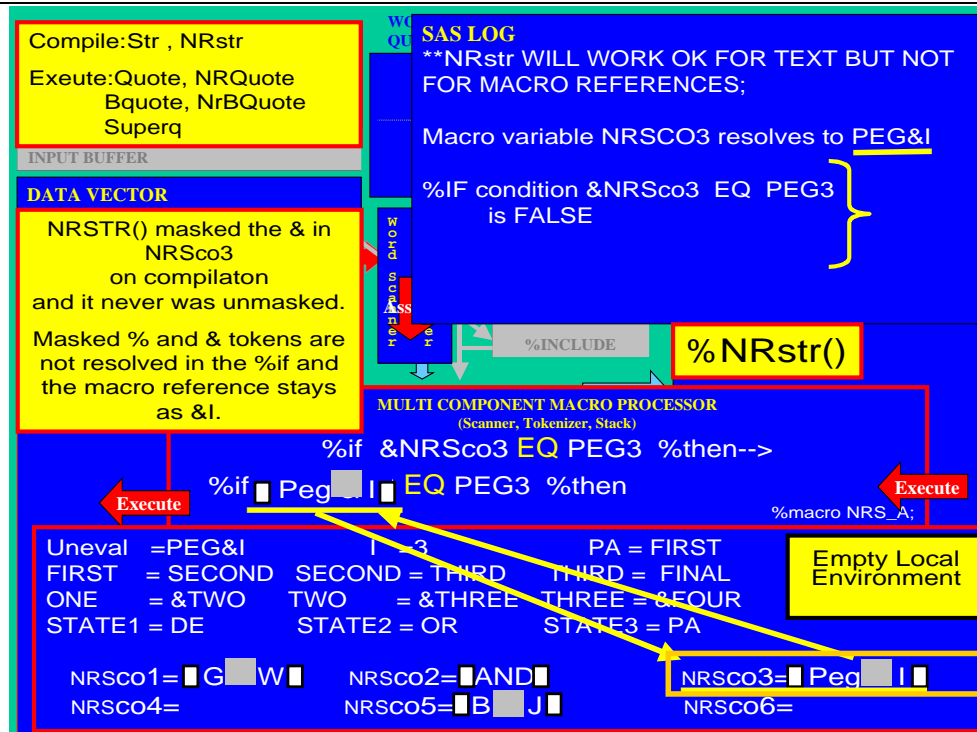 Compile:Str , NRstr
Exeute:Quote, NRQuote
Bquote, NrBQuote
Superq
INPUT BUFFER
DATA VECTOR
NRSTR() masked the & in
NRSco3
on compilaton
and it never was unmasked.
Masked % and & tokens are
not resolved in the %if and
the macro reference stays
as &I.
SAS LOG
**NRstr WILL WORK OK FOR TEXT BUT NOT
FOR MACRO REFERENCES;
Macro variable NRSCO3 resolves to PEG&I
%IF condition &NRSco3 EQ PEG3
is FALSE
Word scanner
%INCLUDE
%NRstr()
MULTI COMPONENT MACRO PROCESSOR
(Scanner, Tokenizer, Stack)
%if &NRSco3 EQ PEG3 %then-->
%if Peg I EQ PEG3 %then
Execute
Execute
%macro NRS_A;
Uneval =PEG&I I =3 PA = FIRST
FIRST = SECOND SECOND = THIRD THIRD = FINAL
ONE = &TWO TWO = &THREE THREE = &FOUR
STATE1 = DE STATE2 = OR STATE3 = PA
Empty Local
Environment
NRSCO1= G W NRSCO2= AND NRSCO3= Peg I
NRSCO4= NRSCO5= B J NRSCO6=